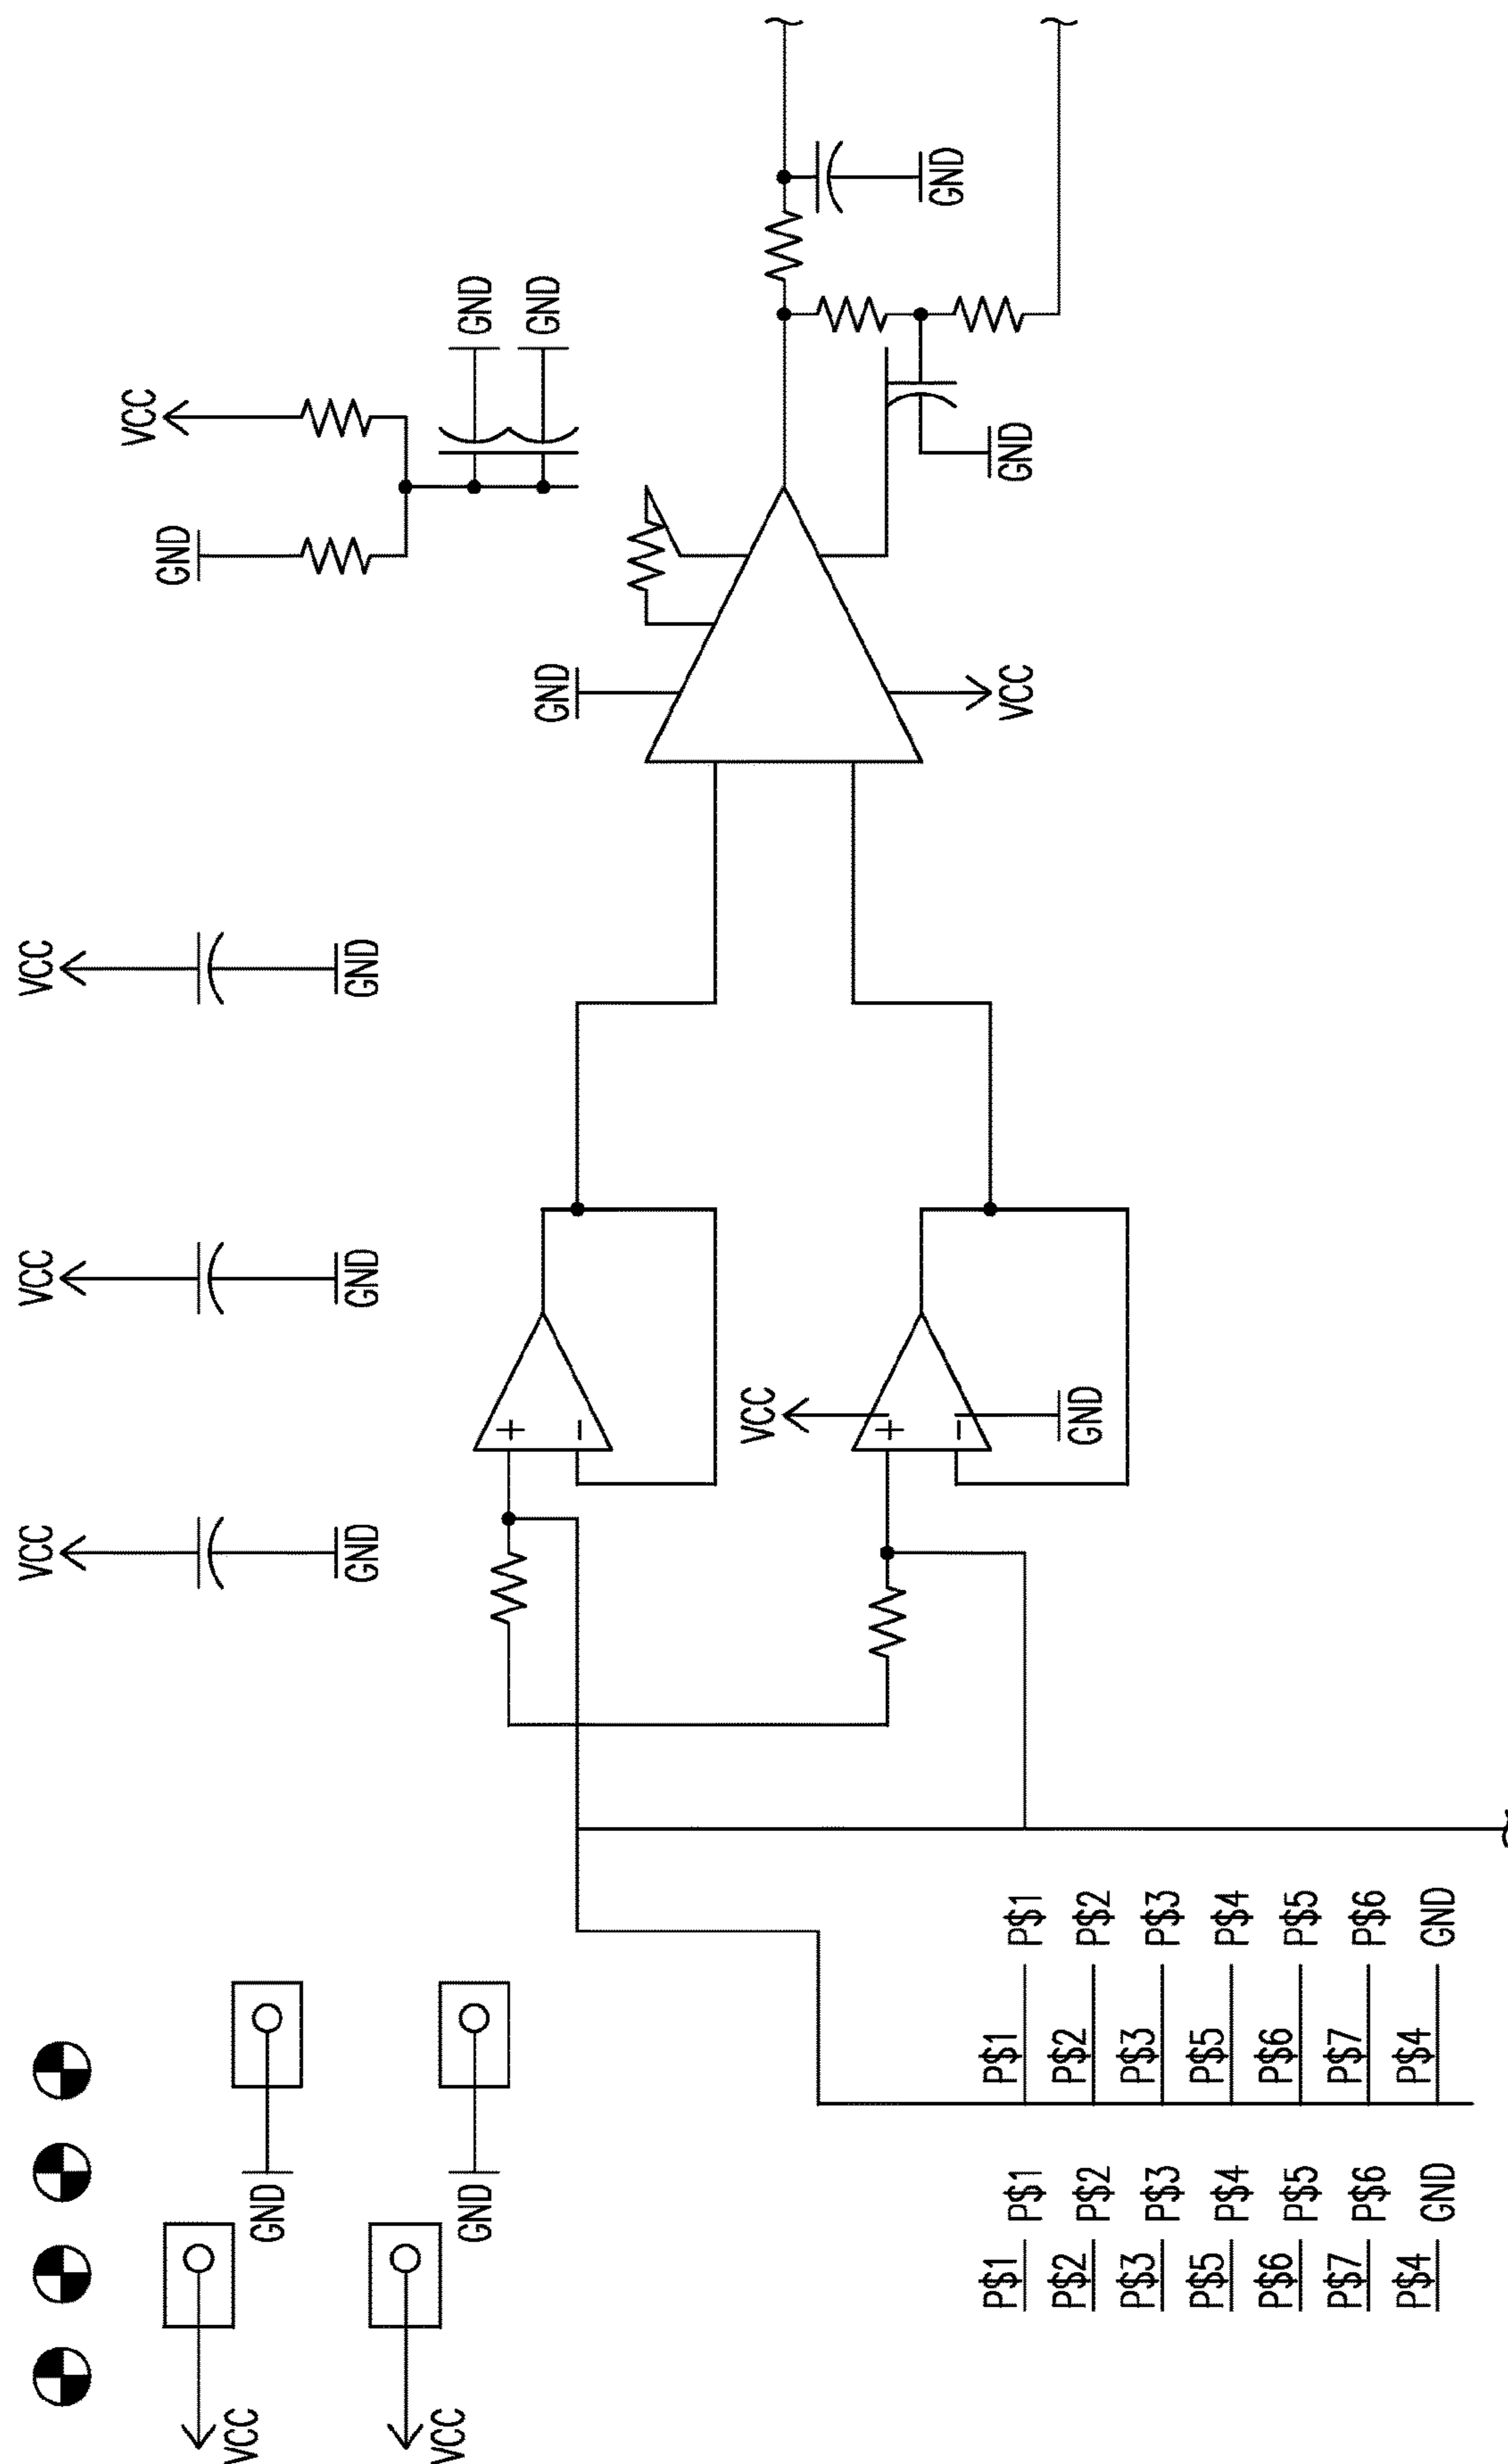 VCC VCC VCC
VCC
GND
VCC
GND
GND GND GND
VCC
GND GND
GND
GND
VCC
GND
P$1 P$1 P$1 P$1
VCC GND
P$2 P$2 P$2 P$2
GND
P$3 P$3 P$3 P$3
P$5 P$4 P$5 P$4
P$6 P$5 P$6 P$5
P$7 P$6 P$7 P$6
P$4 GND P$4 GND